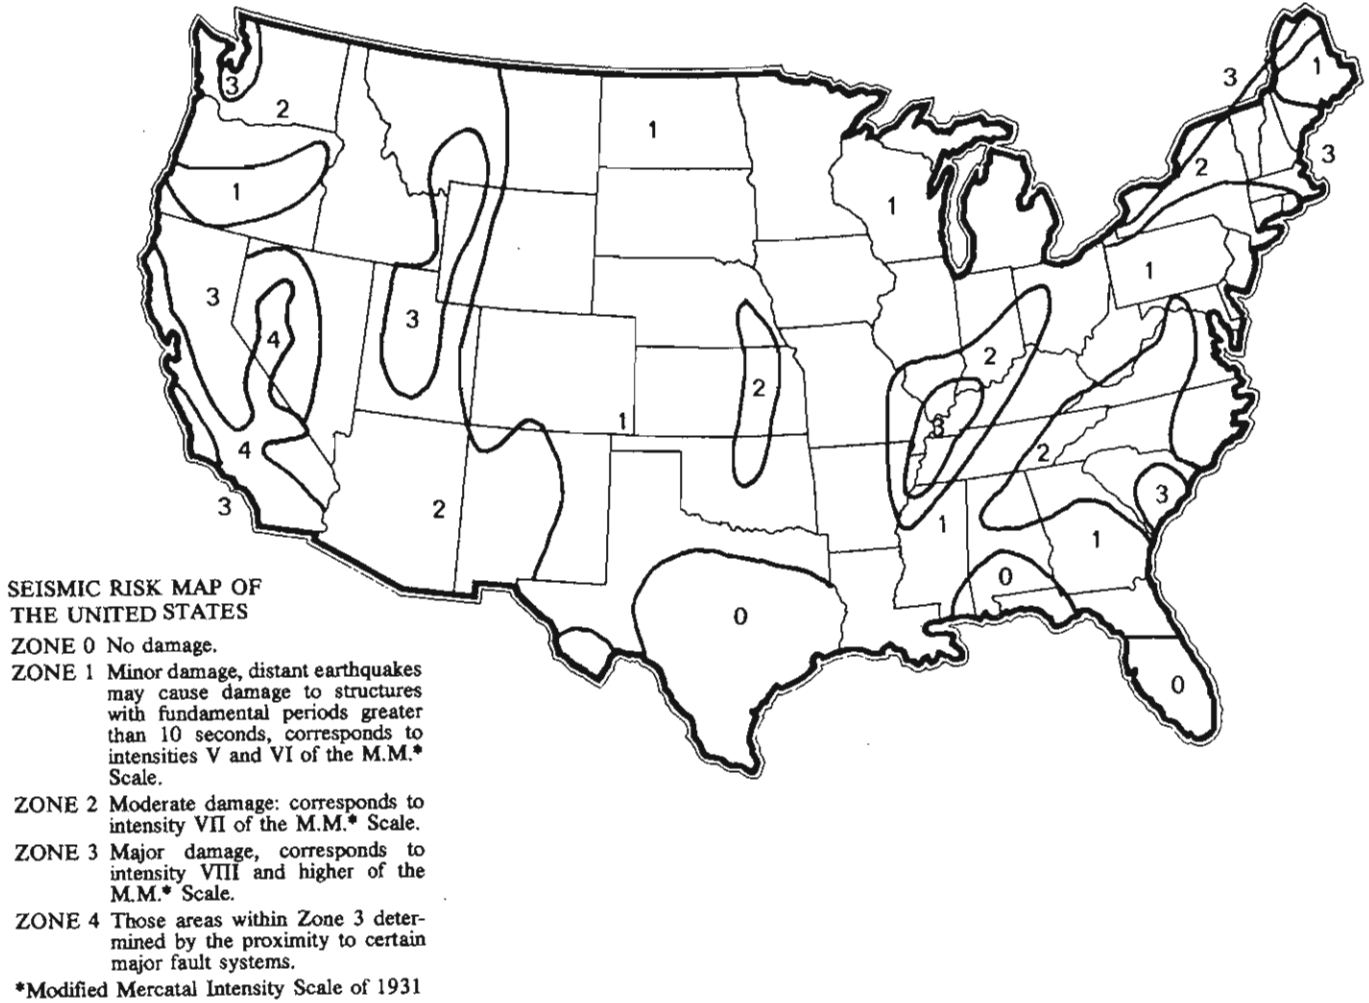 3
2
1
3
4
4
3
3
2
1
1
2
1
2
3
2
1
1
0
3
1
0
0
1
3
2
1
3
SEISMIC RISK MAP OF
THE UNITED STATES
ZONE 0 No damage.
ZONE 1 Minor damage, distant earthquakes
may cause damage to structures
with fundamental periods greater
than 10 seconds, corresponds to
intensities V and VI of the M.M.*
Scale.
ZONE 2 Moderate damage: corresponds to
intensity VII of the M.M.* Scale.
ZONE 3 Major damage, corresponds to
intensity VIII and higher of the
M.M.* Scale.
ZONE 4 Those areas within Zone 3 deter-
mined by the proximity to certain
major fault systems.
*Modified Mercatal Intensity Scale of 1931